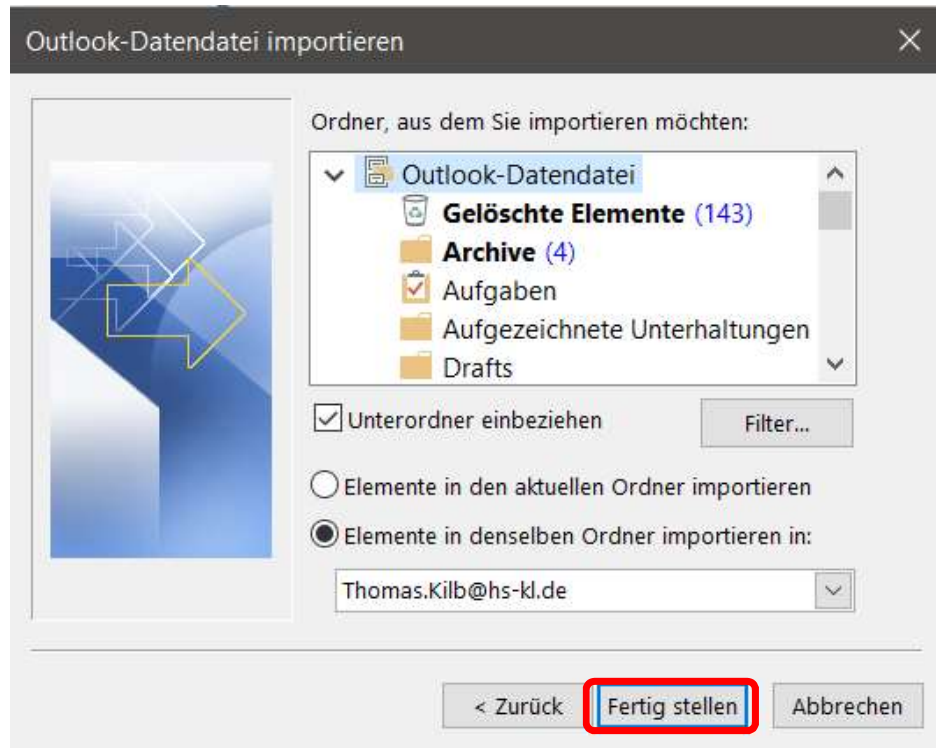 Outlook-Datendatei importieren
Ordner, aus dem Sie importieren möchten:
Outlook-Datendatei
Gelöschte Elemente (143)
Archive (4)
Aufgaben
Aufgezeichnete Unterhaltungen
Drafts
Unterordner einbeziehen
Filter...
Elemente in den aktuellen Ordner importieren
Elemente in denselben Ordner importieren in:
Thomas.Kilb@hs-kl.de
< Zurück Fertig stellen Abbrechen